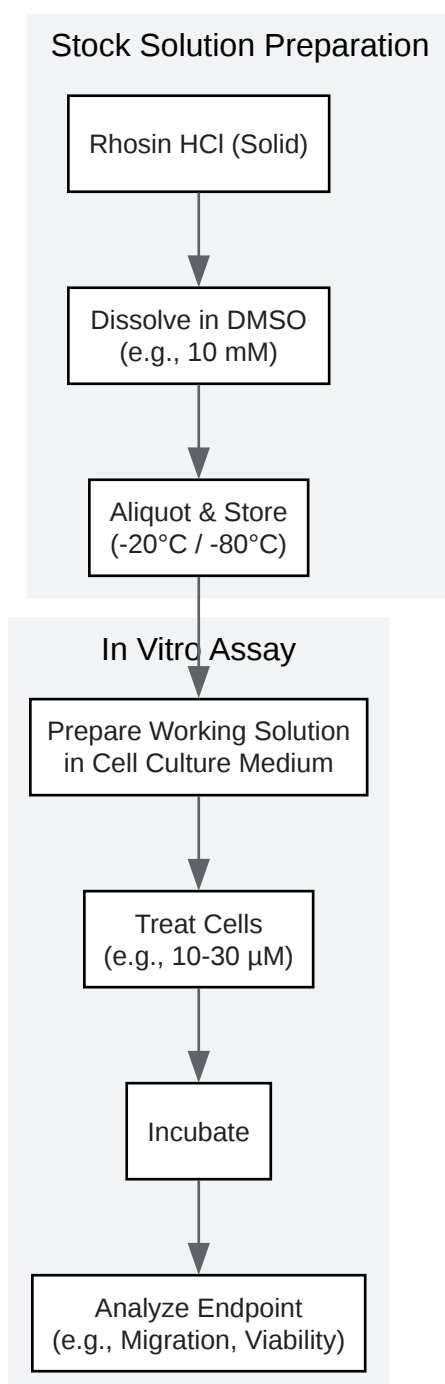 Stock Solution Preparation
Rhosin HCl (Solid)
Dissolve in DMSO
(e.g., 10 mM)
Aliquot & Store
(-20°C / -80°C)
In Vitro Assay
Prepare Working Solution
in Cell Culture Medium
Treat Cells
(e.g., 10-30 µM)
Incubate
Analyze Endpoint
(e.g., Migration, Viability)